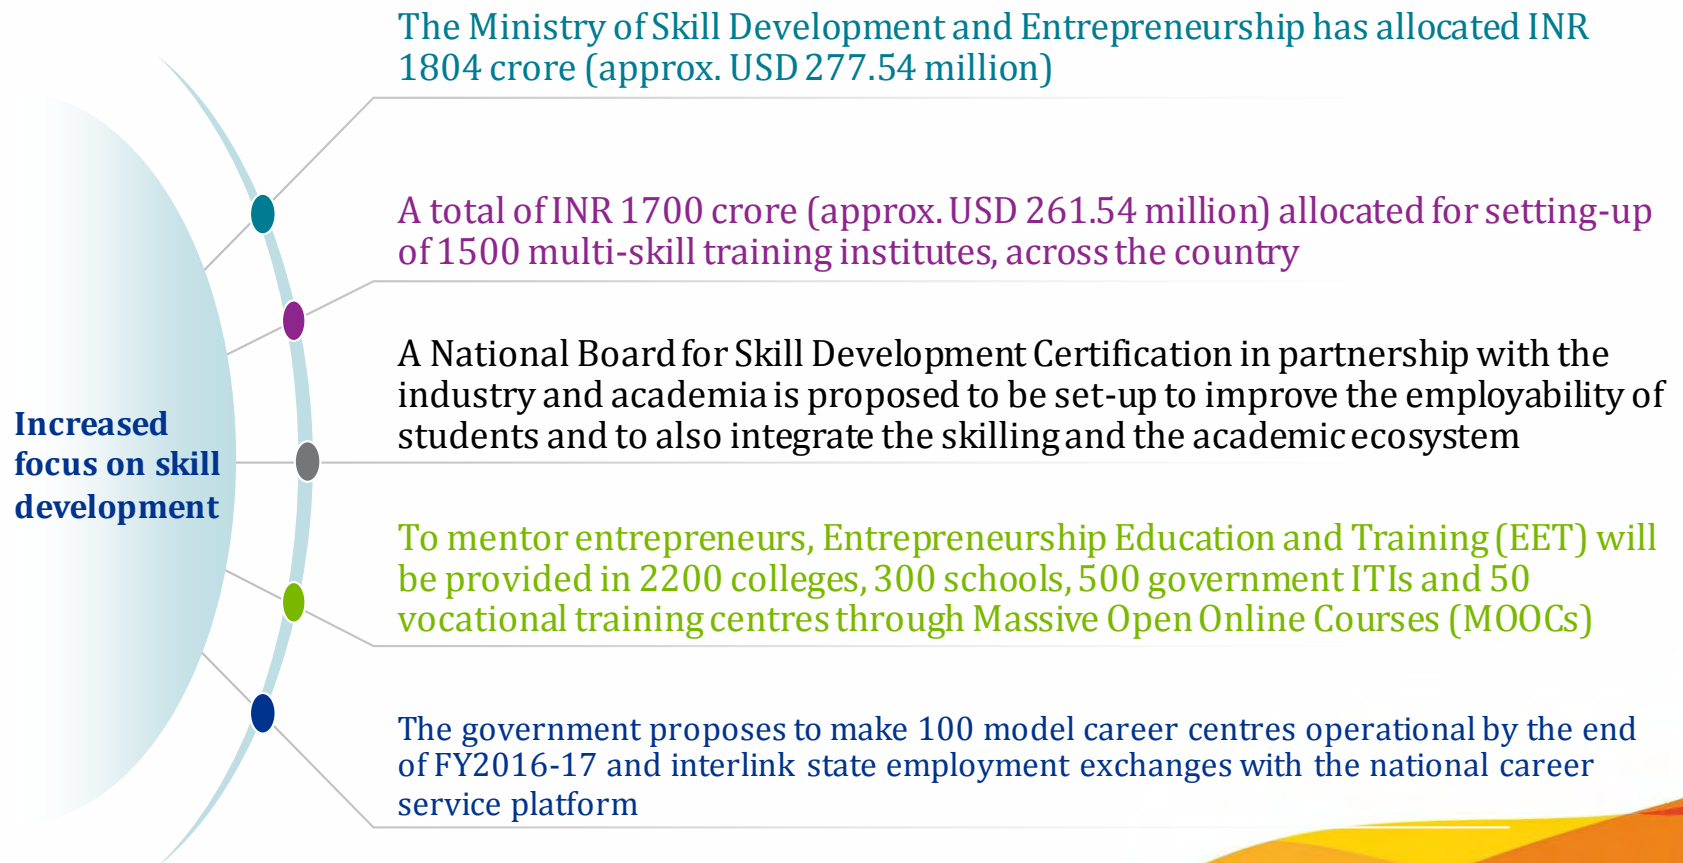 The Ministry of Skill Development and Entrepreneurship has allocated INR
1804 crore (approx. USD 277.54 million)
A total of INR 1700 crore (approx. USD 261.54 million) allocated for setting-up
of 1500 multi-skill training institutes, across the country
A National Board for Skill Development Certification in partnership with the
industry and academia is proposed to be set-up to improve the employability of
students and to also integrate the skilling and the academic ecosystem
Increased
focus on skill
development
To mentor entrepreneurs, Entrepreneurship Education and Training (EET) will
be provided in 2200 colleges, 300 schools, 500 government ITIs and 50
vocational training centres through Massive Open Online Courses (MOOCs)
The government proposes to make 100 model career centres operational by the end
of FY2016-17 and interlink state employment exchanges with the national career
service platform